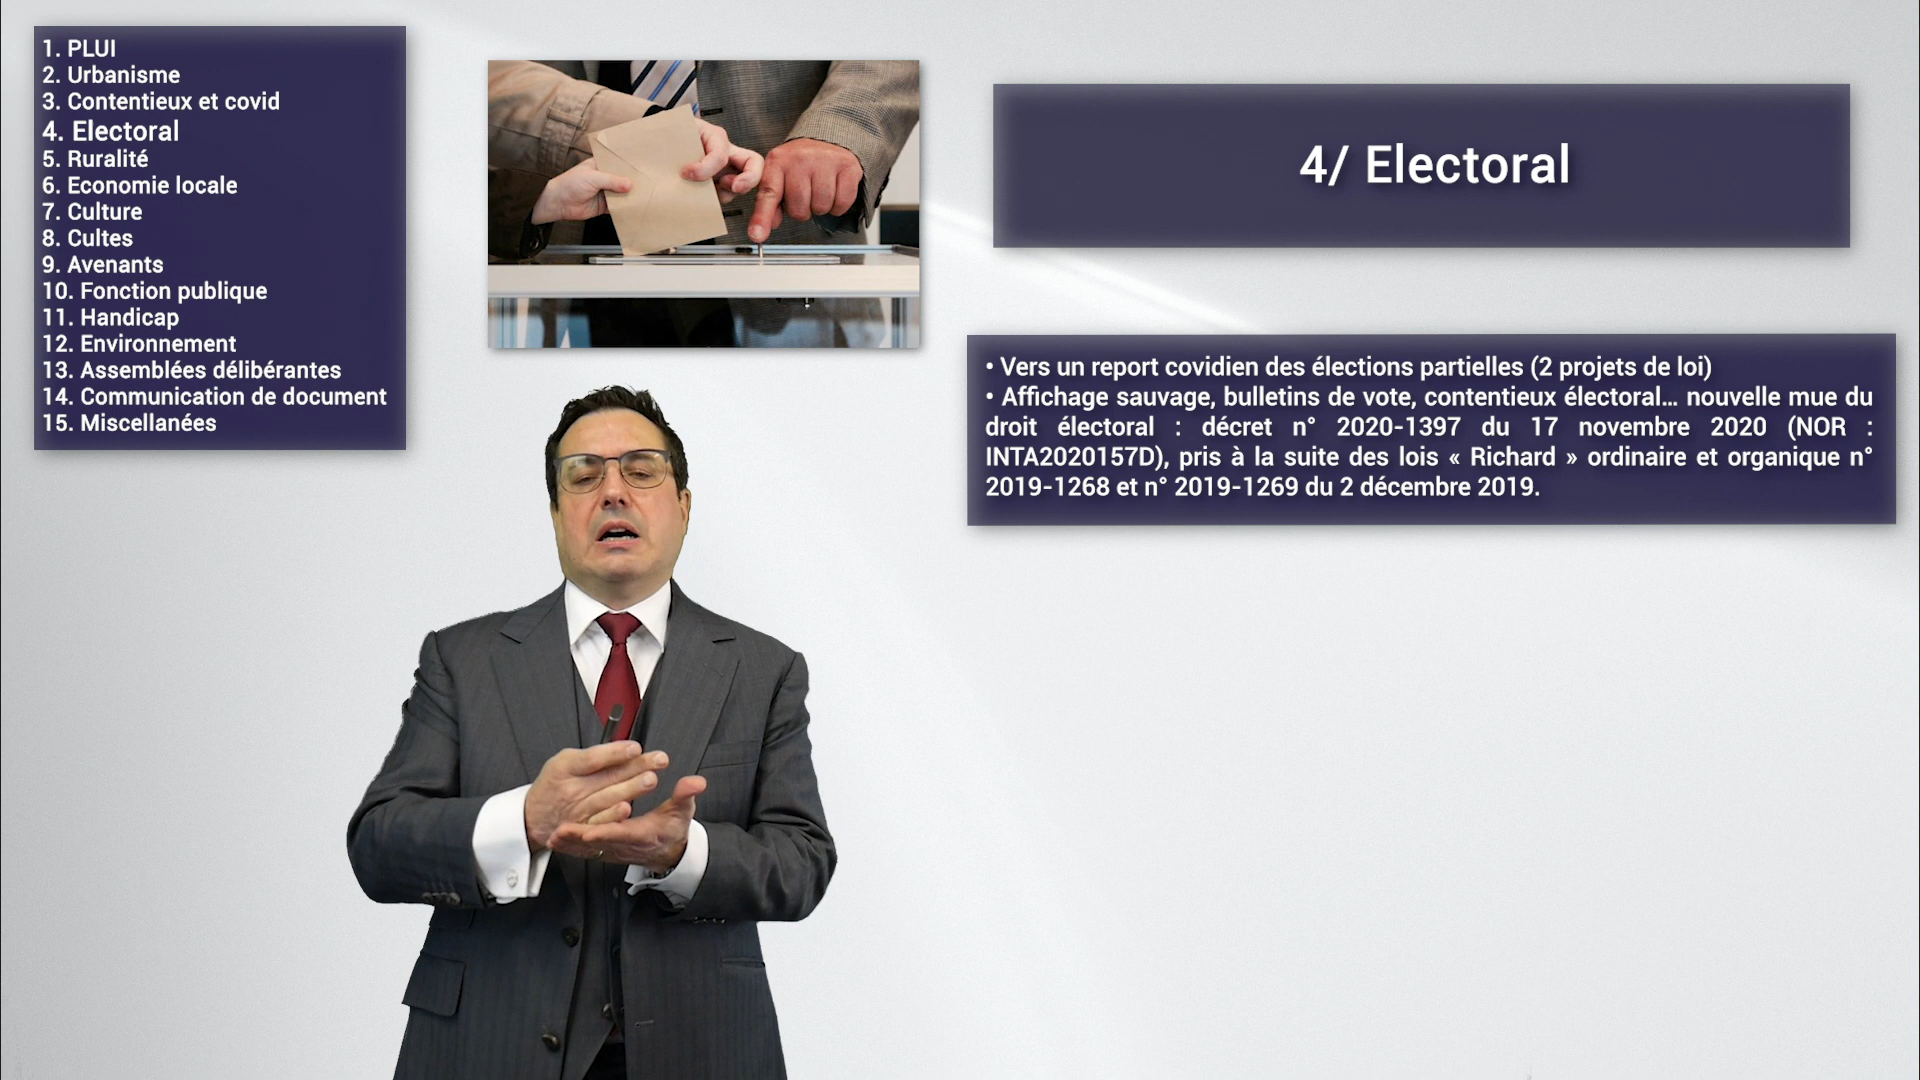 1. PLUI
2. Urbanisme
3. Contentieux et covid
4. Electoral
5. Ruralité
6. Economie locale
7. Culture
8. Cultes
9. Avenants
10. Fonction publique
11. Handicap
12. Environnement
13. Assemblées délibérantes
14. Communication de document
15. Miscellanées
4/ Electoral
• Vers un report covidien des élections partielles (2 projets de loi)
• Affichage sauvage, bulletins de vote, contentieux électoral… nouvelle mue du
droit électoral : décret n° 2020-1397 du 17 novembre 2020 (NOR :
INTA2020157D), pris à la suite des lois « Richard » ordinaire et organique n°
2019-1268 et n° 2019-1269 du 2 décembre 2019.